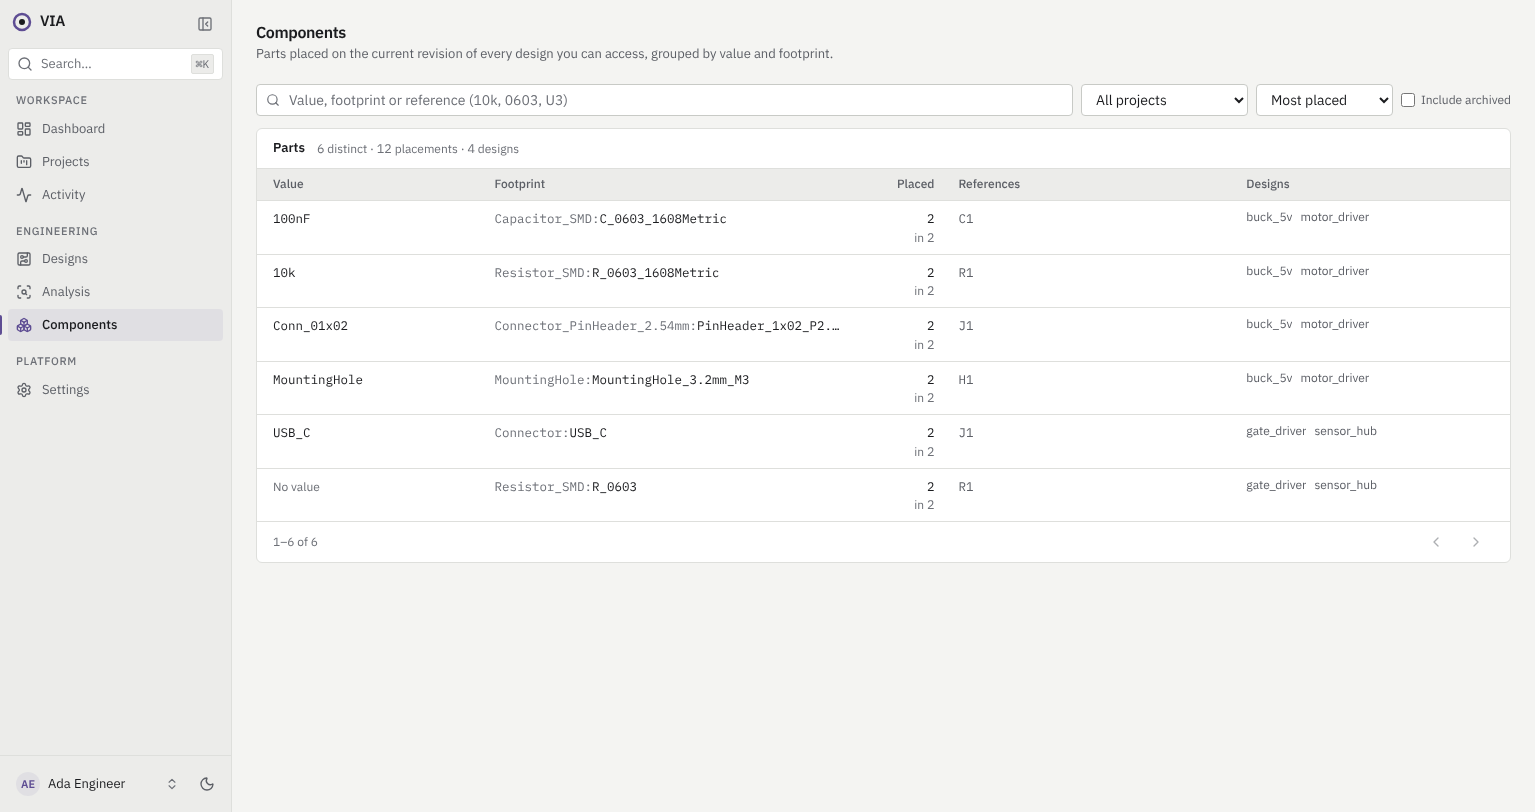 VIA
Search...
⌘K
WORKSPACE
Dashboard
Projects
Activity
ENGINEERING
Designs
Analysis
Components
PLATFORM
Settings
AE Ada Engineer
Components
Parts placed on the current revision of every design you can access, grouped by value and footprint.
Value, footprint or reference (10k, 0603, U3)
All projects
Most placed
Include archived
Parts 6 distinct · 12 placements · 4 designs
Value Footprint Placed References Designs
100nF Capacitor_SMD:C_0603_1608Metric 2 C1 buck_5v motor_driver
in 2
10k Resistor_SMD:R_0603_1608Metric 2 R1 buck_5v motor_driver
in 2
Conn_01x02 Connector_PinHeader_2.54mm:PinHeader_1x02_P2.… 2 J1 buck_5v motor_driver
in 2
MountingHole MountingHole:MountingHole_3.2mm_M3 2 H1 buck_5v motor_driver
in 2
USB_C Connector:USB_C 2 J1 gate_driver sensor_hub
in 2
No value Resistor_SMD:R_0603 2 R1 gate_driver sensor_hub
in 2
1–6 of 6